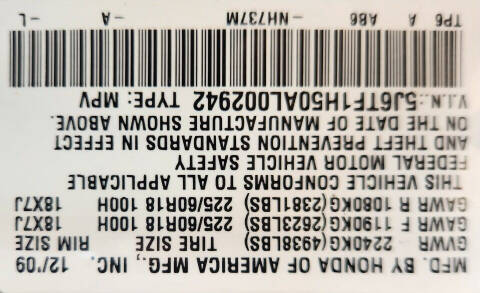 MFD. BY HONDA OF AMERICA MFG., INC. 12/'09
GVWR 2240KG(4938LBS) TIRE SIZE RIM SIZE
GAWR F 1190KG(2623LBS) 225/60R18 100H 18X7J
GAWR R 1080KG(2381LBS) 225/60R18 100H 18X7J
THIS VEHICLE CONFORMS TO ALL APPLICABLE
FEDERAL MOTOR VEHICLE SAFETY
AND THEFT PREVENTION STANDARDS IN EFFECT
ON THE DATE OF MANUFACTURE SHOWN ABOVE.
V.I.N.:5J6TF1H50AL002942 TYPE: MPV
TP6 A AB6 -NH737M -A -L